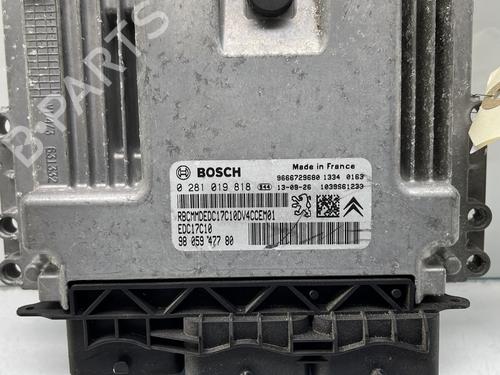 B-PARTS
BOSCH
Made in France
9666729680 1334 0163
0 281 019 818 E44 13-09-26 1039S61233
RBCMMDEDC17C10DV4CCEM01
EDC17C10
98 059 477 80